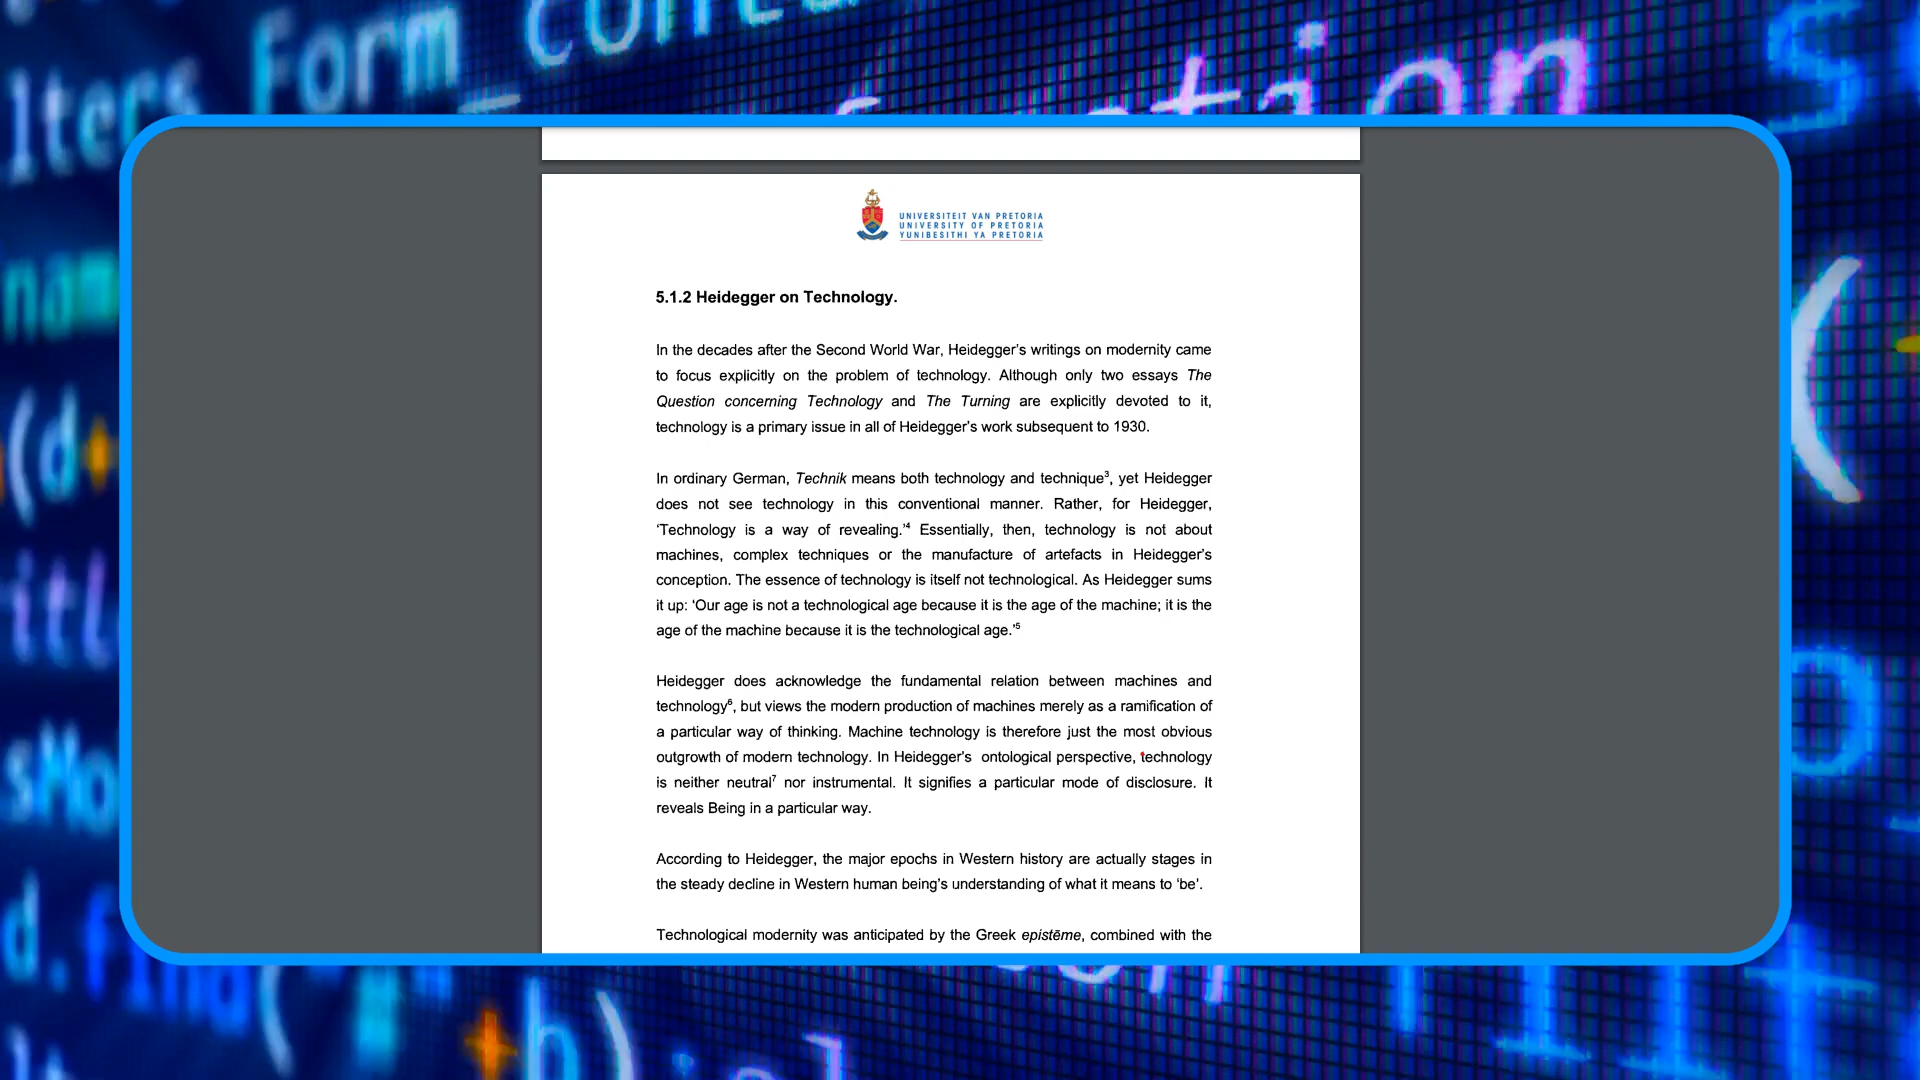 Iters Form_
tion
nam
(d
itl
sMo
d.find(
+b)
UNIVERSITEIT VAN PRETORIA
UNIVERSITY OF PRETORIA
YUNIBESITHI YA PRETORIA
5.1.2 Heidegger on Technology.
In the decades after the Second World War, Heidegger’s writings on modernity came
to focus explicitly on the problem of technology. Although only two essays The
Question concerning Technology and The Turning are explicitly devoted to it,
technology is a primary issue in all of Heidegger’s work subsequent to 1930.
In ordinary German, Technik means both technology and technique³, yet Heidegger
does not see technology in this conventional manner. Rather, for Heidegger,
‘Technology is a way of revealing.’⁴ Essentially, then, technology is not about
machines, complex techniques or the manufacture of artefacts in Heidegger’s
conception. The essence of technology is itself not technological. As Heidegger sums
it up: ‘Our age is not a technological age because it is the age of the machine; it is the
age of the machine because it is the technological age.’⁵
Heidegger does acknowledge the fundamental relation between machines and
technology⁶, but views the modern production of machines merely as a ramification of
a particular way of thinking. Machine technology is therefore just the most obvious
outgrowth of modern technology. In Heidegger’s ontological perspective, technology
is neither neutral⁷ nor instrumental. It signifies a particular mode of disclosure. It
reveals Being in a particular way.
According to Heidegger, the major epochs in Western history are actually stages in
the steady decline in Western human being’s understanding of what it means to ‘be’.
Technological modernity was anticipated by the Greek epistēme, combined with the